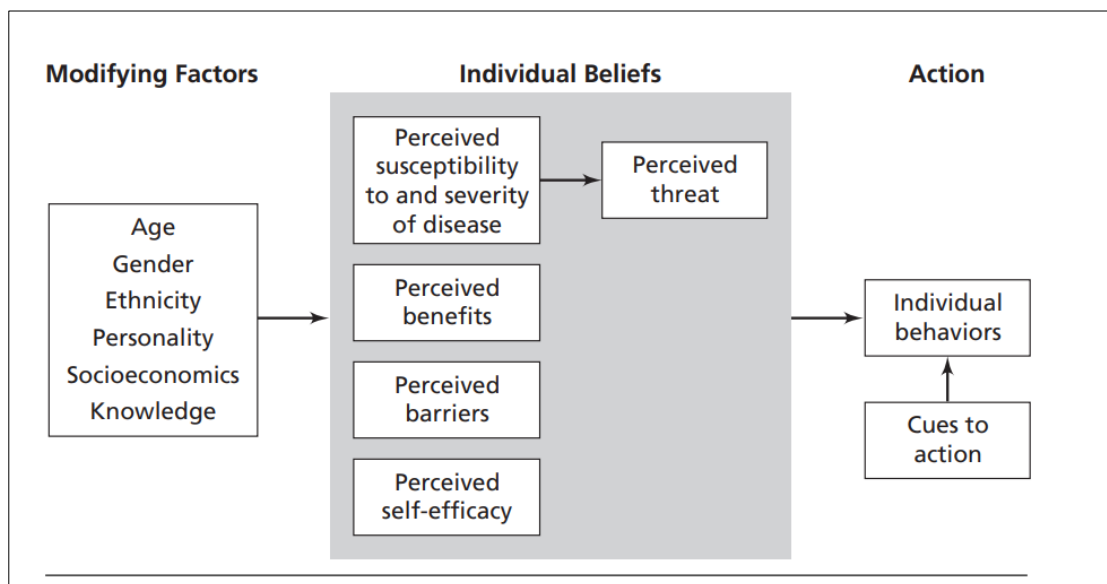 Modifying Factors
Individual Beliefs
Action
Age
Gender
Ethnicity
Personality
Socioeconomics
Knowledge
Perceived
susceptibility
to and severity
of disease
Perceived
threat
Perceived
benefits
Perceived
barriers
Perceived
self-efficacy
Individual
behaviors
Cues to
action